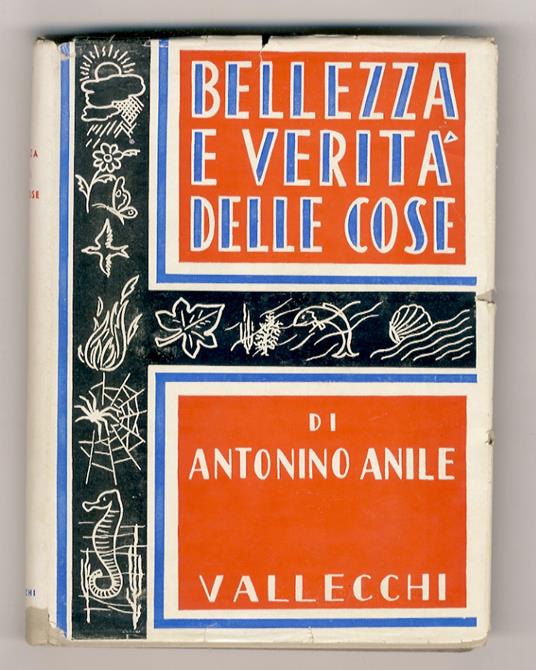 BELLEZZA
E VERITÀ
DELLE COSE
DI
ANTONINO ANILE
VALLECCHI